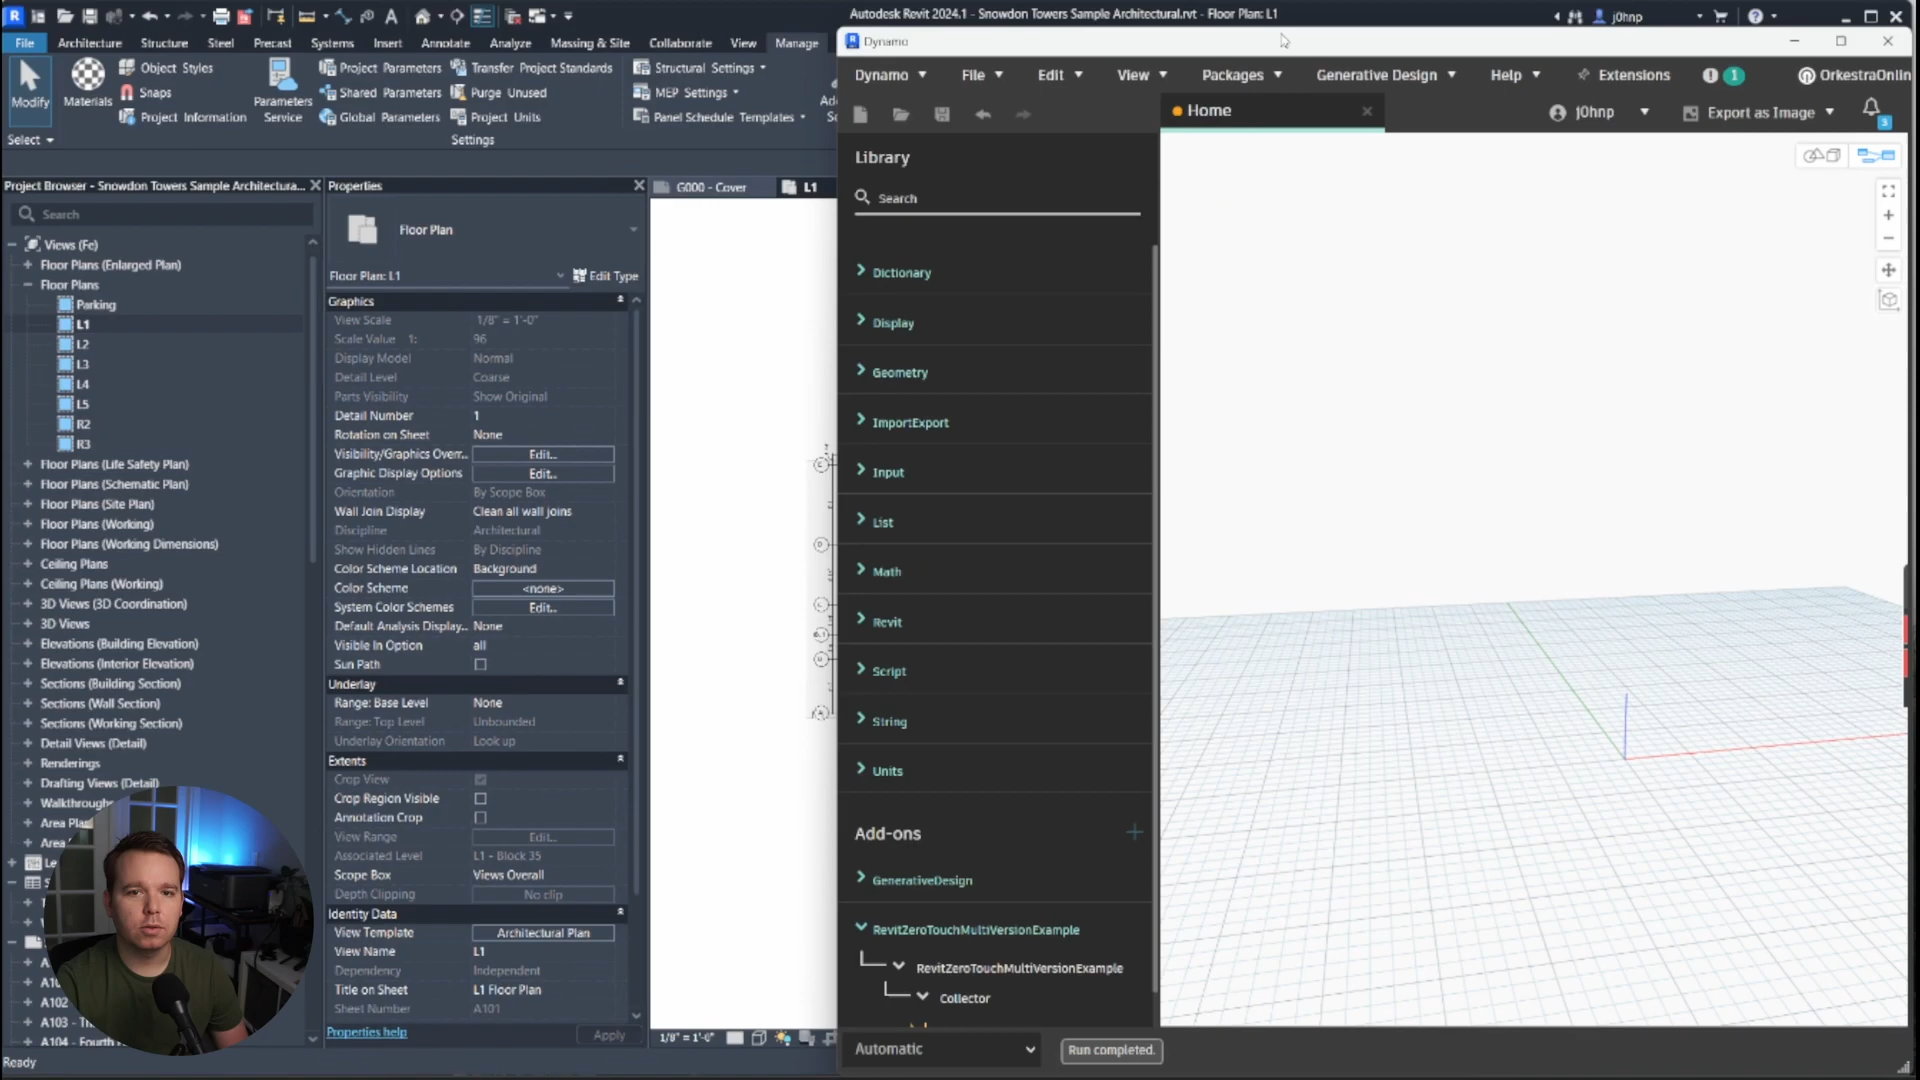 Autodesk Revit 2024.1 - Snowdon Towers Sample Architectural.rvt - Floor Plan: L1
j0hnp
File
Architecture
Structure
Steel
Precast
Systems
Insert
Annotate
Analyze
Massing & Site
Collaborate
View
Manage
Modify
Materials
Object Styles
Snaps
Project Information
Parameters
Service
Project Parameters
Shared Parameters
Global Parameters
Transfer Project Standards
Purge Unused
Project Units
Structural Settings
MEP Settings
Panel Schedule Templates
Select
Settings
Project Browser - Snowdon Towers Sample Architectura...
Search
Views (Fe)
Floor Plans (Enlarged Plan)
Floor Plans
Parking
L1
L2
L3
L4
L5
R2
R3
Floor Plans (Life Safety Plan)
Floor Plans (Schematic Plan)
Floor Plans (Site Plan)
Floor Plans (Working)
Floor Plans (Working Dimensions)
Ceiling Plans
Ceiling Plans (Working)
3D Views (3D Coordination)
3D Views
Elevations (Building Elevation)
Elevations (Interior Elevation)
Sections (Building Section)
Sections (Wall Section)
Sections (Working Section)
Detail Views (Detail)
Renderings
Drafting Views (Detail)
Walkthroughs
Area Pla
Area
Le
A102
A103 - T
A104 - Fourth
Ready
Properties
Floor Plan
Floor Plan: L1
Edit Type
Graphics
View Scale 1/8" = 1'-0"
Scale Value 1: 96
Display Model Normal
Detail Level Coarse
Parts Visibility Show Original
Detail Number 1
Rotation on Sheet None
Visibility/Graphics Overr... Edit...
Graphic Display Options Edit...
Orientation By Scope Box
Wall Join Display Clean all wall joins
Discipline Architectural
Show Hidden Lines By Discipline
Color Scheme Location Background
Color Scheme <none>
System Color Schemes Edit...
Default Analysis Display... None
Visible In Option all
Sun Path
Underlay
Range: Base Level None
Range: Top Level Unbounded
Underlay Orientation Look up
Extents
Crop View
Crop Region Visible
Annotation Crop
View Range Edit...
Associated Level L1 - Block 35
Scope Box Views Overall
Depth Clipping No clip
Identity Data
View Template Architectural Plan
View Name L1
Dependency Independent
Title on Sheet L1 Floor Plan
Sheet Number A101
Properties help
Apply
G000 - Cover
L1
1/8" = 1'-0"
Dynamo
Dynamo
File
Edit
View
Packages
Generative Design
Help
Extensions
1
OrkestraOnlin
Home
j0hnp
Export as Image
3
Library
Search
Dictionary
Display
Geometry
ImportExport
Input
List
Math
Revit
Script
String
Units
Add-ons
GenerativeDesign
RevitZeroTouchMultiVersionExample
RevitZeroTouchMultiVersionExample
Collector
Automatic
Run completed.